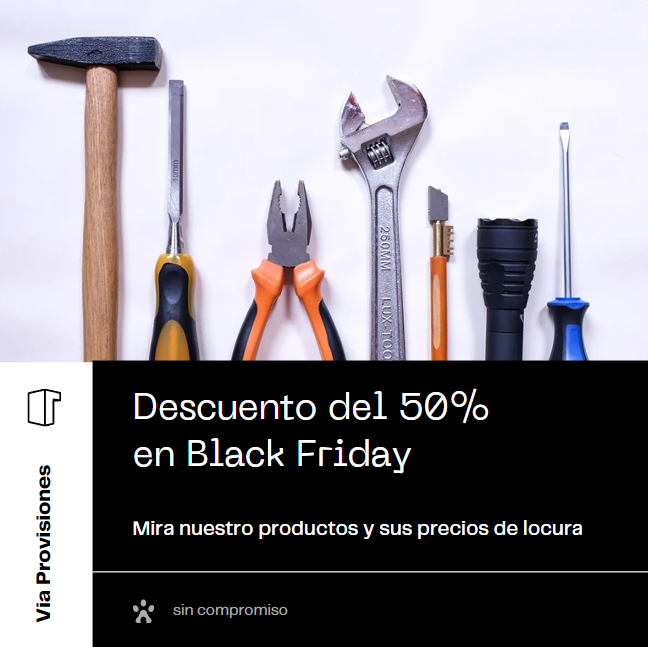 10mm
250MM
LUX-TOO
Descuento del 50%
en Black Friday
Mira nuestro productos y sus precios de locura
Via Provisiones
sin compromiso